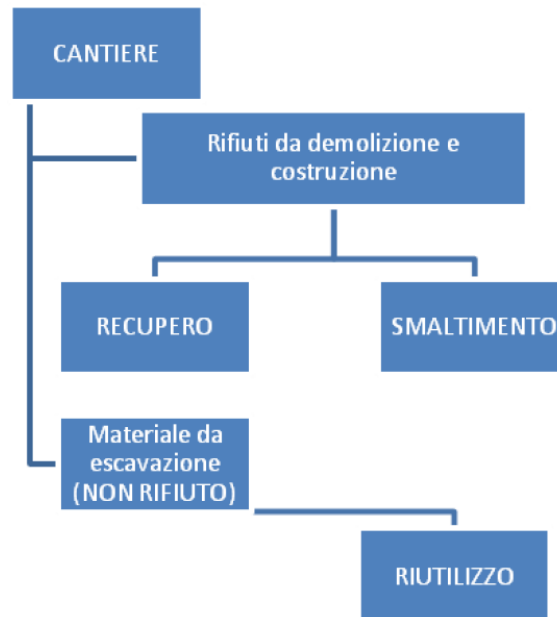 CANTIERE
Rifiuti da demolizione e
costruzione
RECUPERO
SMALTIMENTO
Materiale da
escavazione
(NON RIFIUTO)
RIUTILIZZO